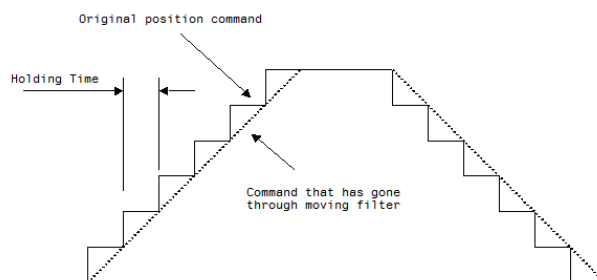 Original position command
Holding Time
Command that has gone
through moving filter